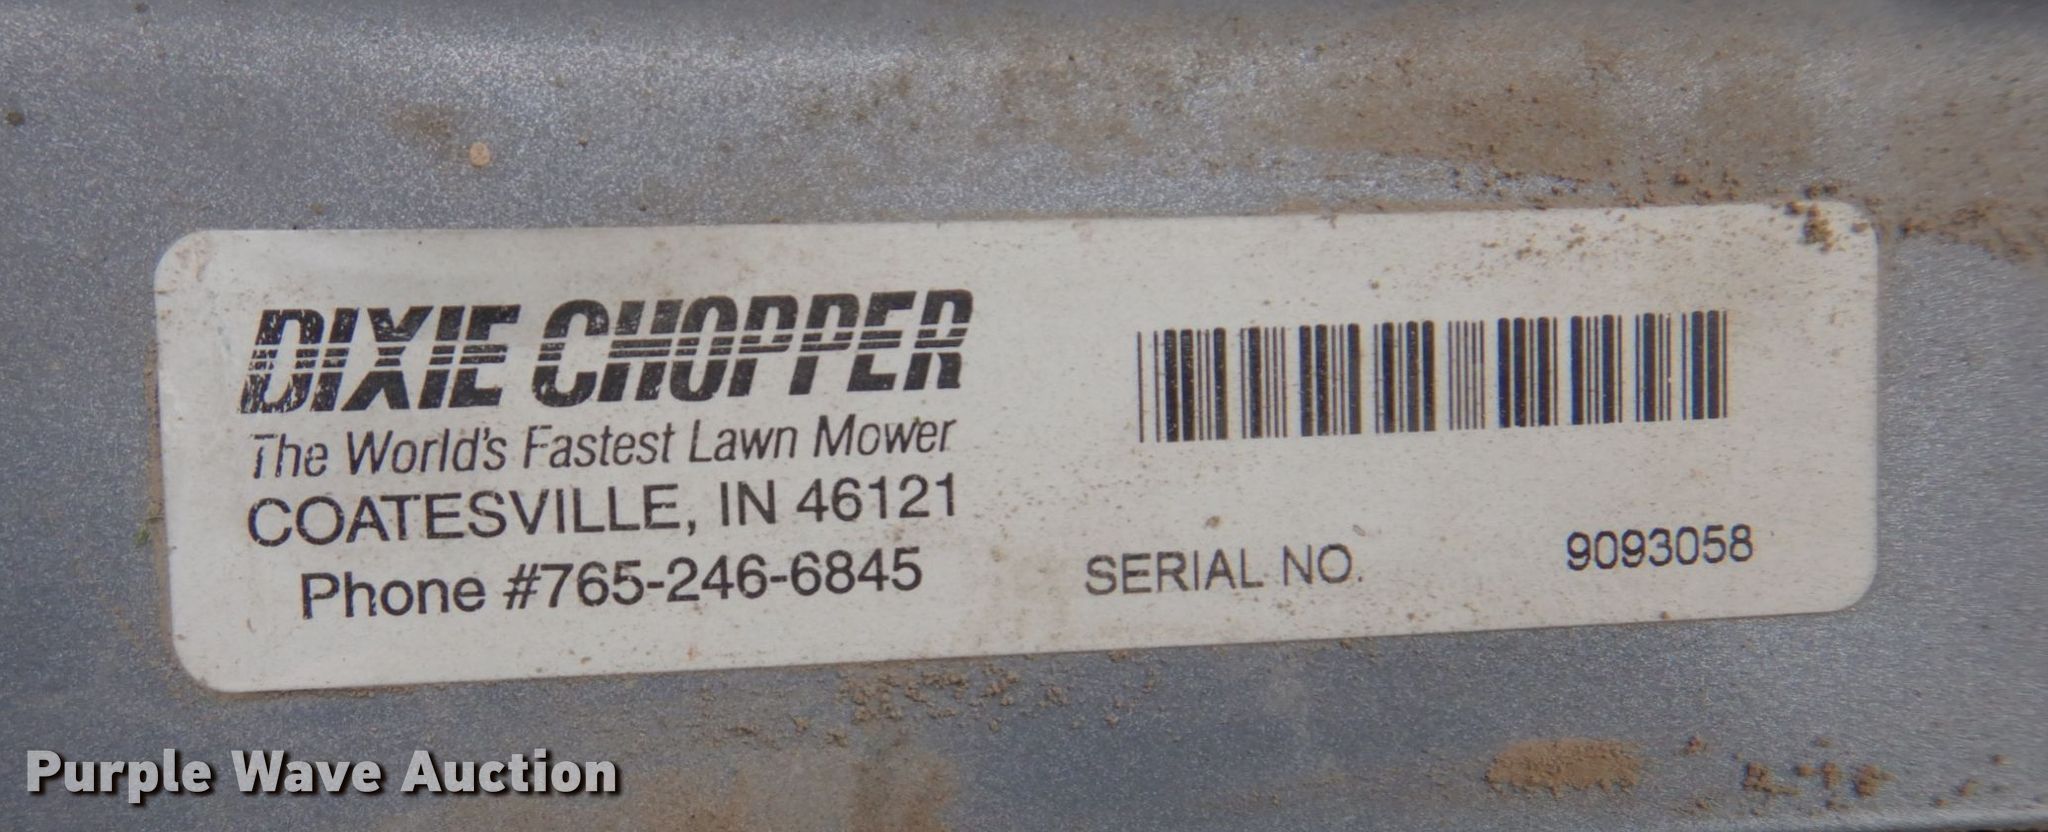 DIXIE CHOPPER
The World's Fastest Lawn Mower
COATESVILLE, IN 46121
Phone #765-246-6845
SERIAL NO. 9093058
Purple Wave Auction